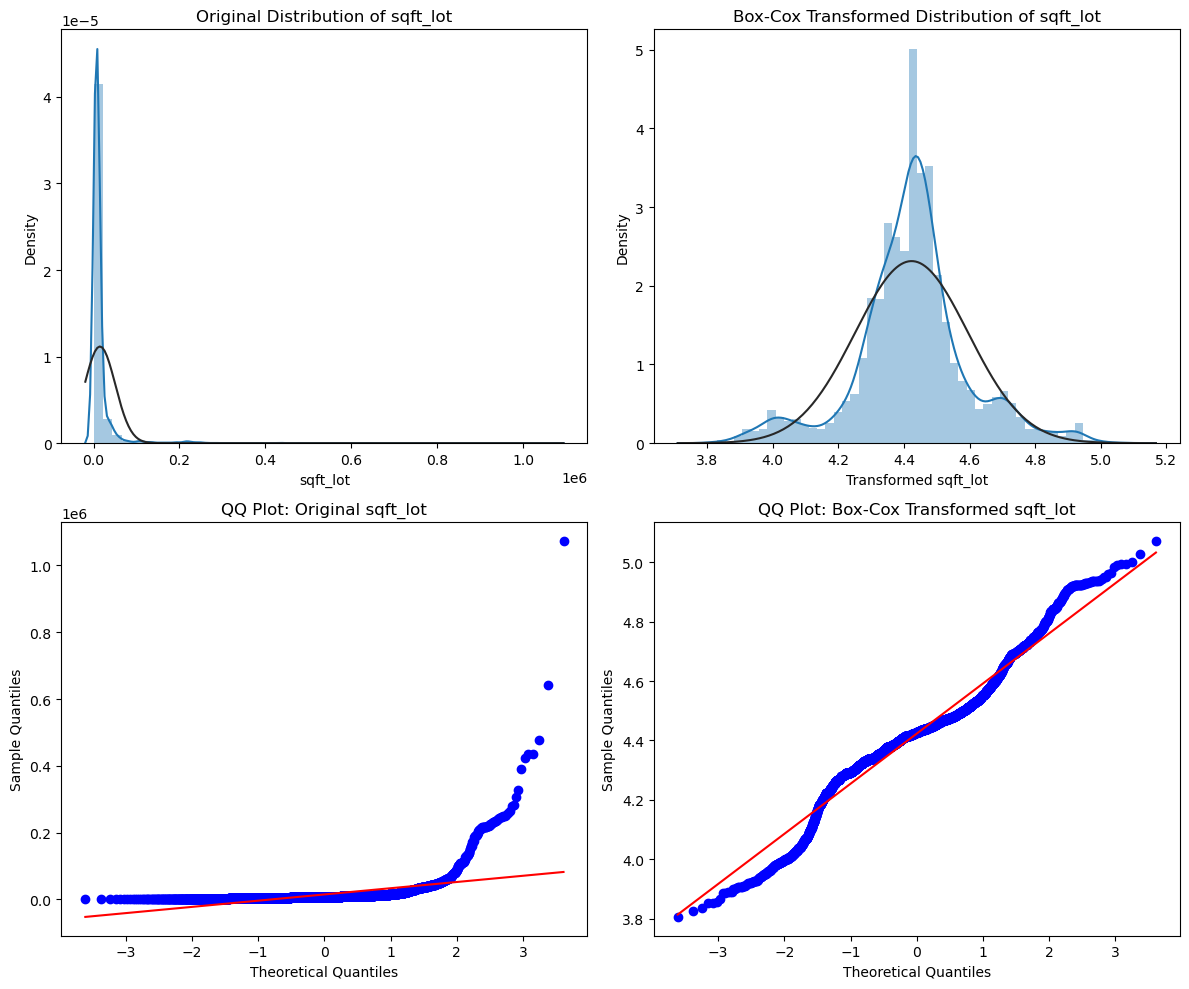 Original Distribution of sqft_lot
1e−5
4
3
2
1
0
Density
0.0 0.2 0.4 0.6 0.8 1.0
1e6
sqft_lot
Box-Cox Transformed Distribution of sqft_lot
5
4
3
2
1
0
Density
3.8 4.0 4.2 4.4 4.6 4.8 5.0 5.2
Transformed sqft_lot
QQ Plot: Original sqft_lot
1e6
1.0
0.8
0.6
0.4
0.2
0.0
Sample Quantiles
−3 −2 −1 0 1 2 3
Theoretical Quantiles
QQ Plot: Box-Cox Transformed sqft_lot
5.0
4.8
4.6
4.4
4.2
4.0
3.8
Sample Quantiles
−3 −2 −1 0 1 2 3
Theoretical Quantiles